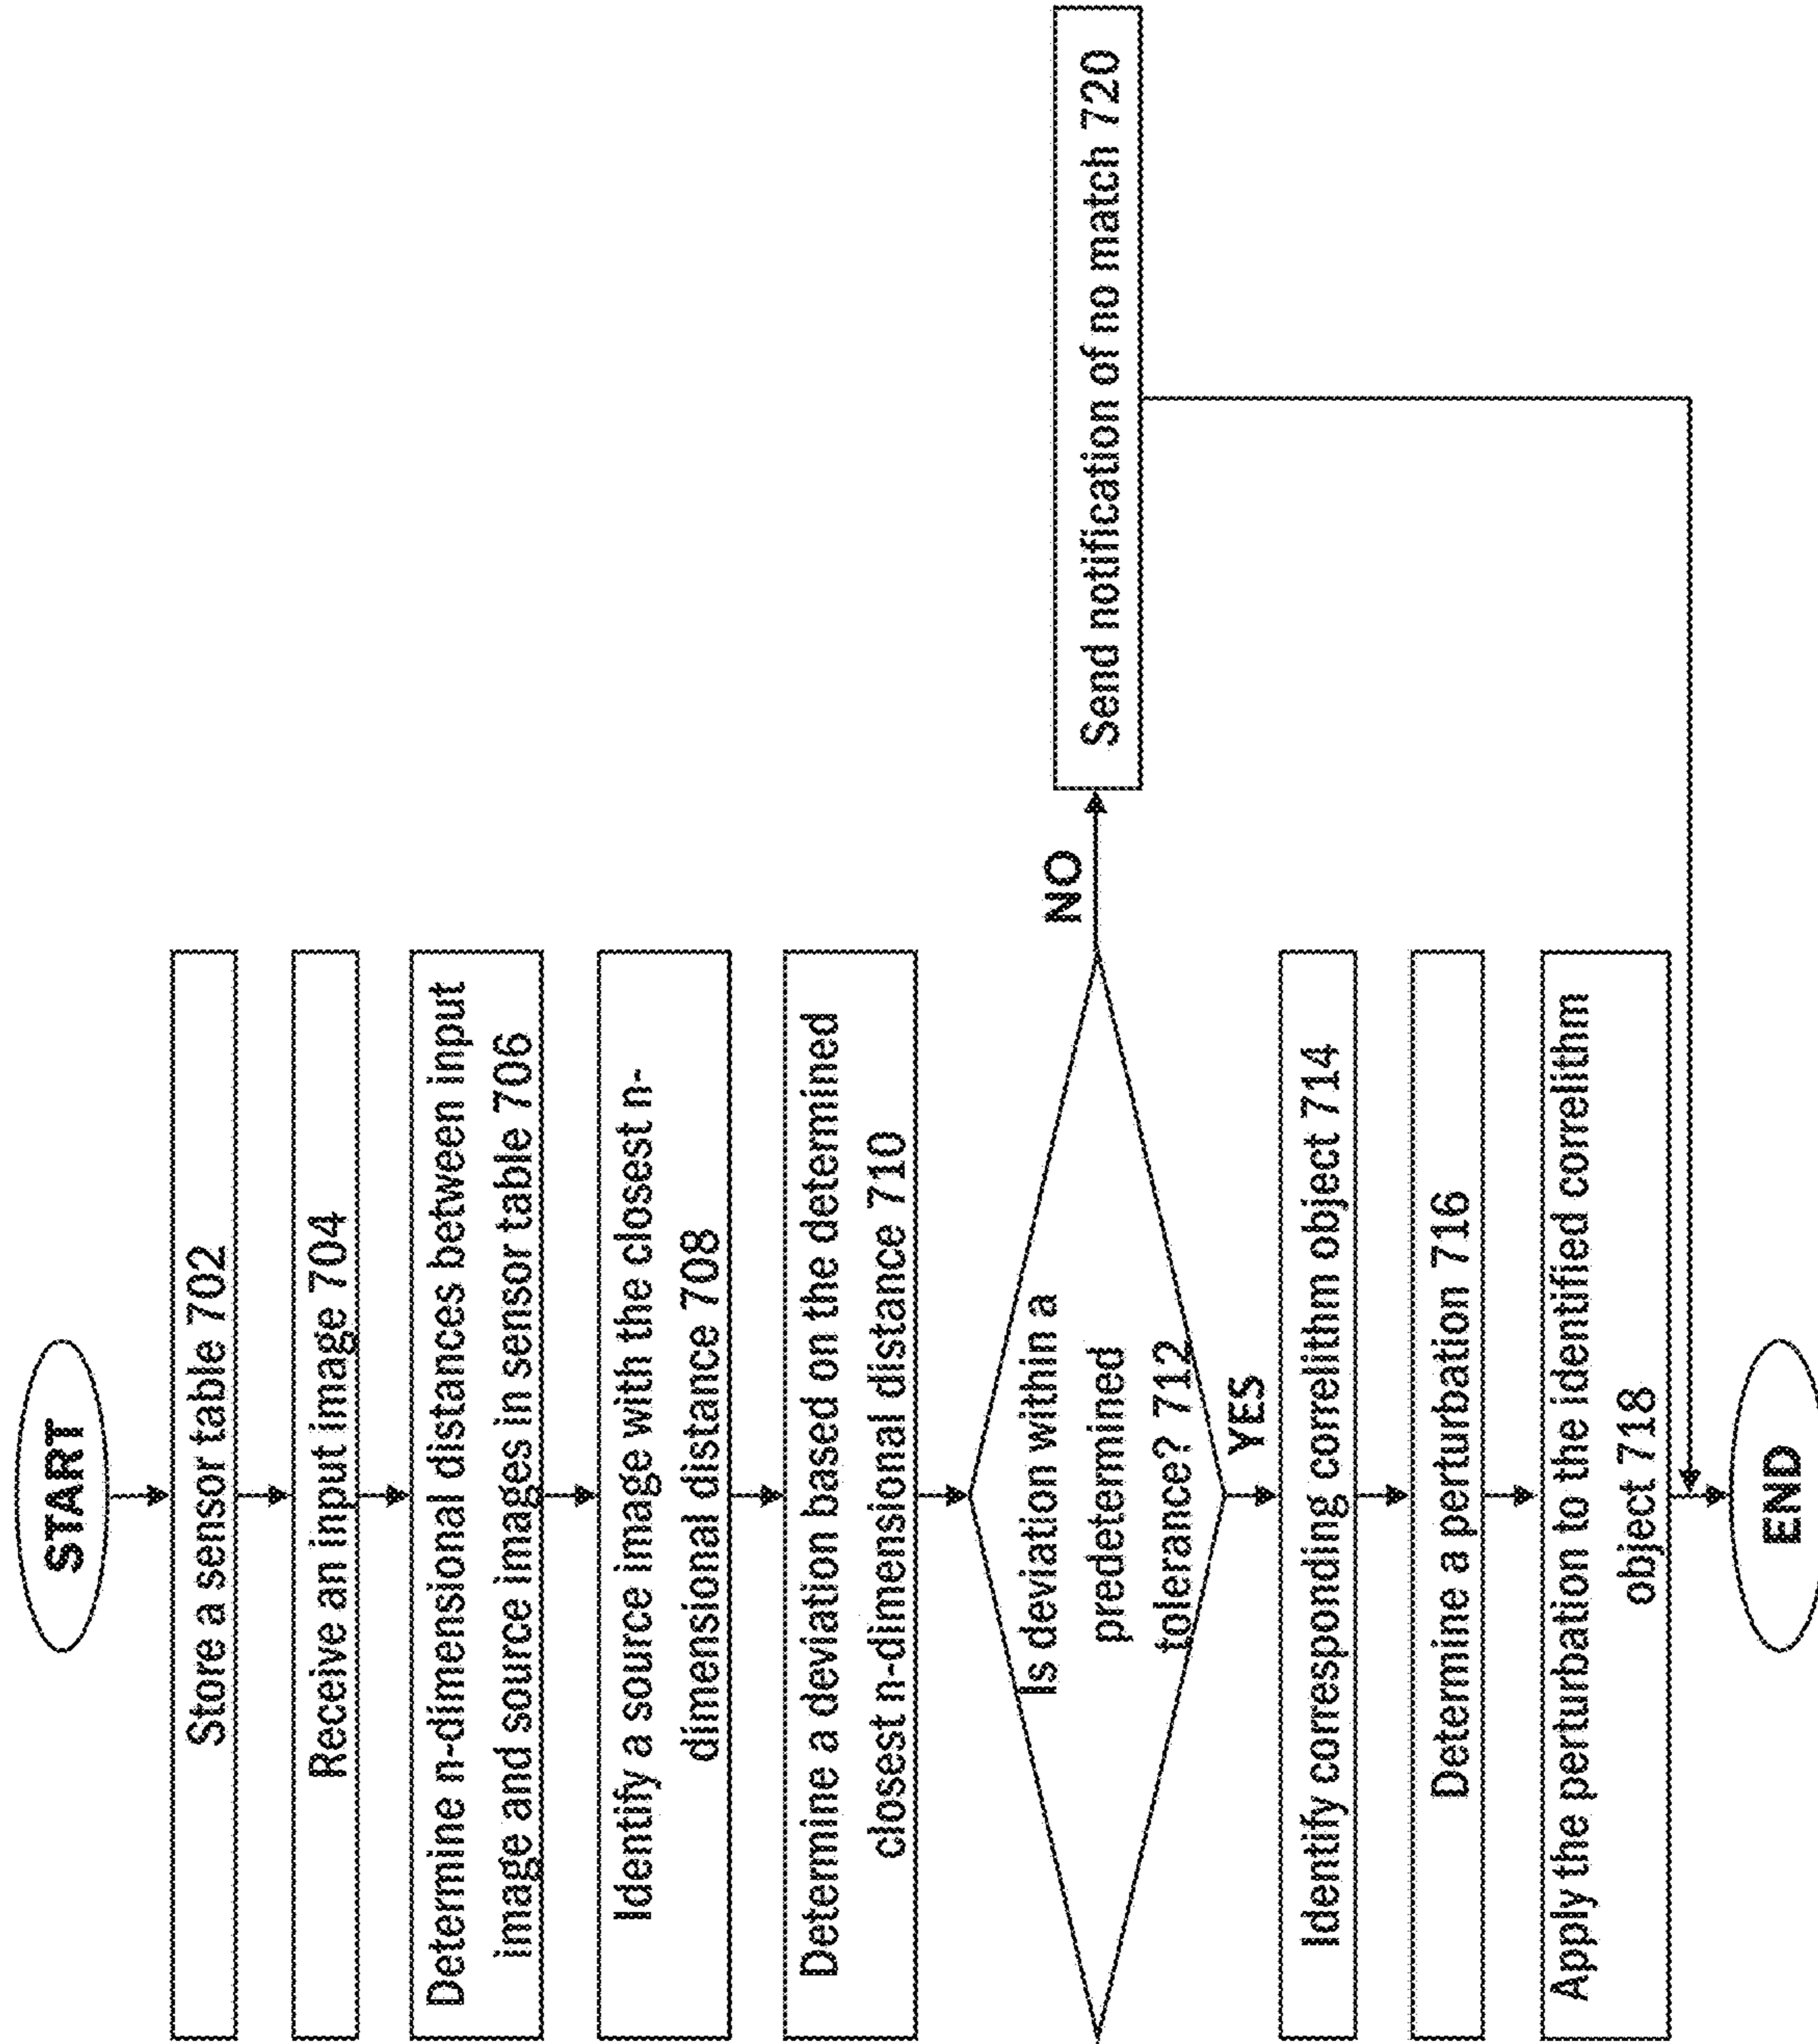 START
Store a sensor table 702
Receive an input image 704
Determine n-dimensional distances between input
image and source images in sensor table 706
Identify a source image with the closest n-
dimensional distance 708
Determine a deviation based on the determined
closest n-dimensional distance 710
Is deviation within a
predetermined
tolerance? 712
NO
Send notification of no match 720
YES
Identify corresponding correlithm object 714
Determine a perturbation 716
Apply the perturbation to the identified correlithm
object 718
END